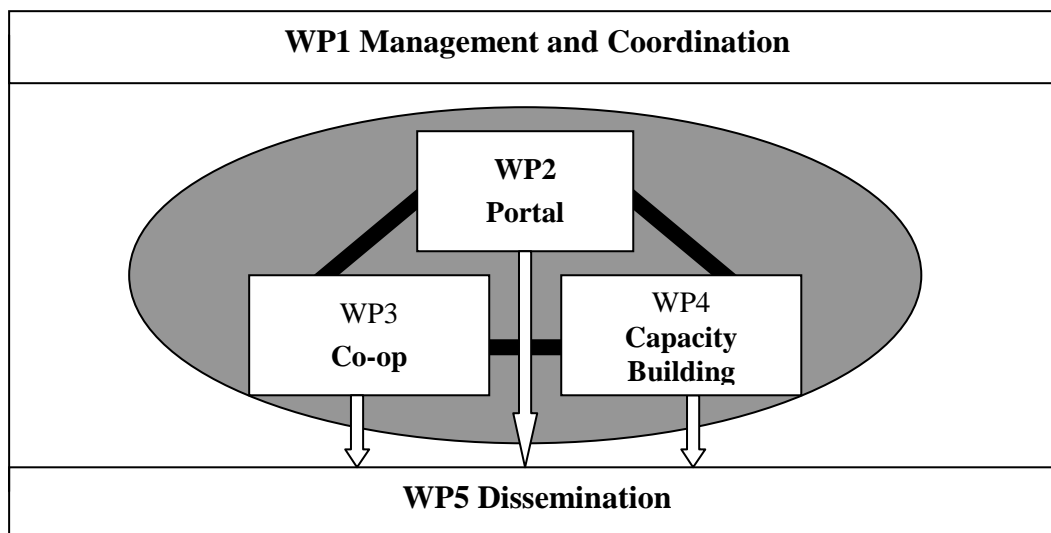 WP1 Management and Coordination
WP2
Portal
WP3
Co-op
WP4
Capacity
Building
WP5 Dissemination